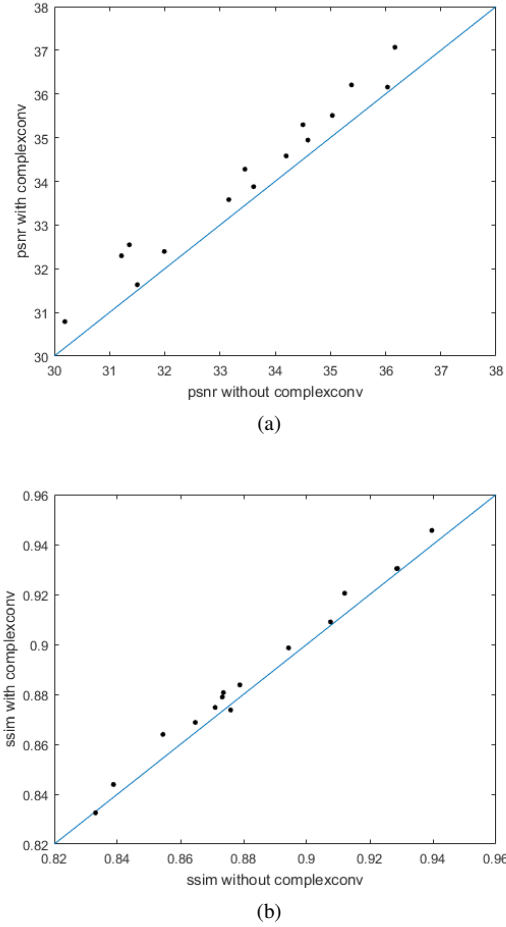 38
37
36
35
34
33
32
31
30
psnr with complexconv
30 31 32 33 34 35 36 37 38
psnr without complexconv
(a)
0.96
0.94
0.92
0.9
0.88
0.86
0.84
0.82
ssim with complexconv
0.82 0.84 0.86 0.88 0.9 0.92 0.94 0.96
ssim without complexconv
(b)